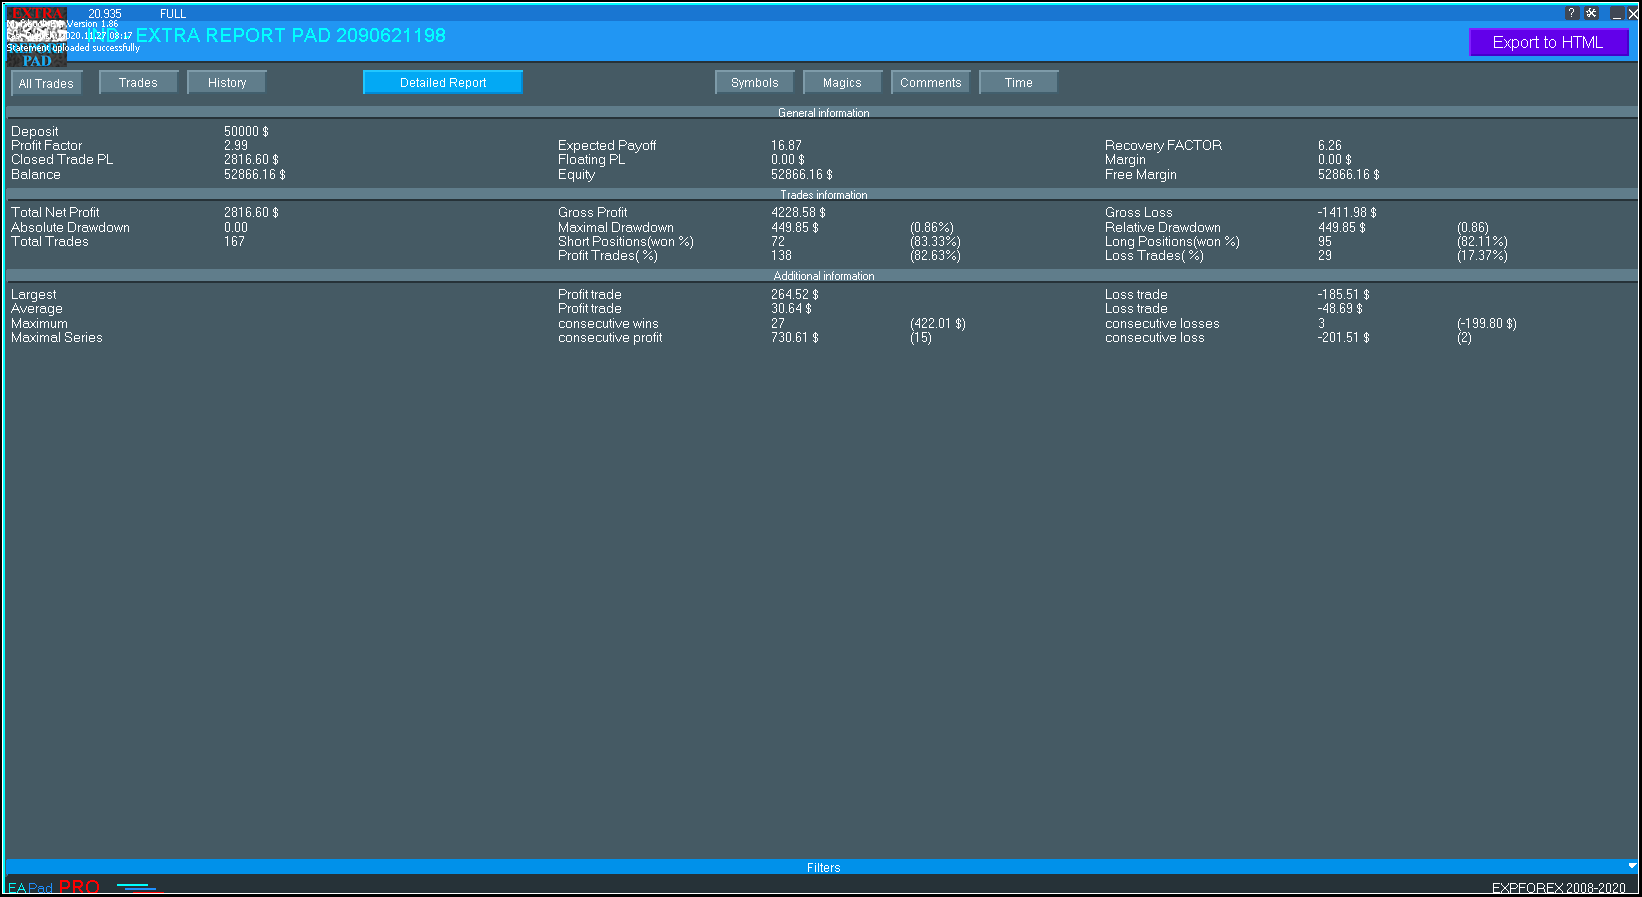 EXTRA 20.935 FULL ? _ X
Version 1.86
2020.11.27 03:17
EXTRA REPORT PAD 2090621198
Statement uploaded successfully
PAD
Export to HTML
All Trades Trades History Detailed Report Symbols Magics Comments Time
General information
Deposit 50000 $
Profit Factor 2.99 Expected Payoff 16.87 Recovery FACTOR 6.26
Closed Trade PL 2816.60 $ Floating PL 0.00 $ Margin 0.00 $
Balance 52866.16 $ Equity 52866.16 $ Free Margin 52866.16 $
Trades information
Total Net Profit 2816.60 $ Gross Profit 4228.58 $ Gross Loss -1411.98 $
Absolute Drawdown 0.00 Maximal Drawdown 449.85 $ (0.86%) Relative Drawdown 449.85 $ (0.86)
Total Trades 167 Short Positions(won %) 72 (83.33%) Long Positions(won %) 95 (82.11%)
Profit Trades( %) 138 (82.63%) Loss Trades( %) 29 (17.37%)
Additional information
Largest Profit trade 264.52 $ Loss trade -185.51 $
Average Profit trade 30.64 $ Loss trade -48.69 $
Maximum consecutive wins 27 (422.01 $) consecutive losses 3 (-199.80 $)
Maximal Series consecutive profit 730.61 $ (15) consecutive loss -201.51 $ (2)
Filters
EA Pad PRO EXPFOREX 2008-2020